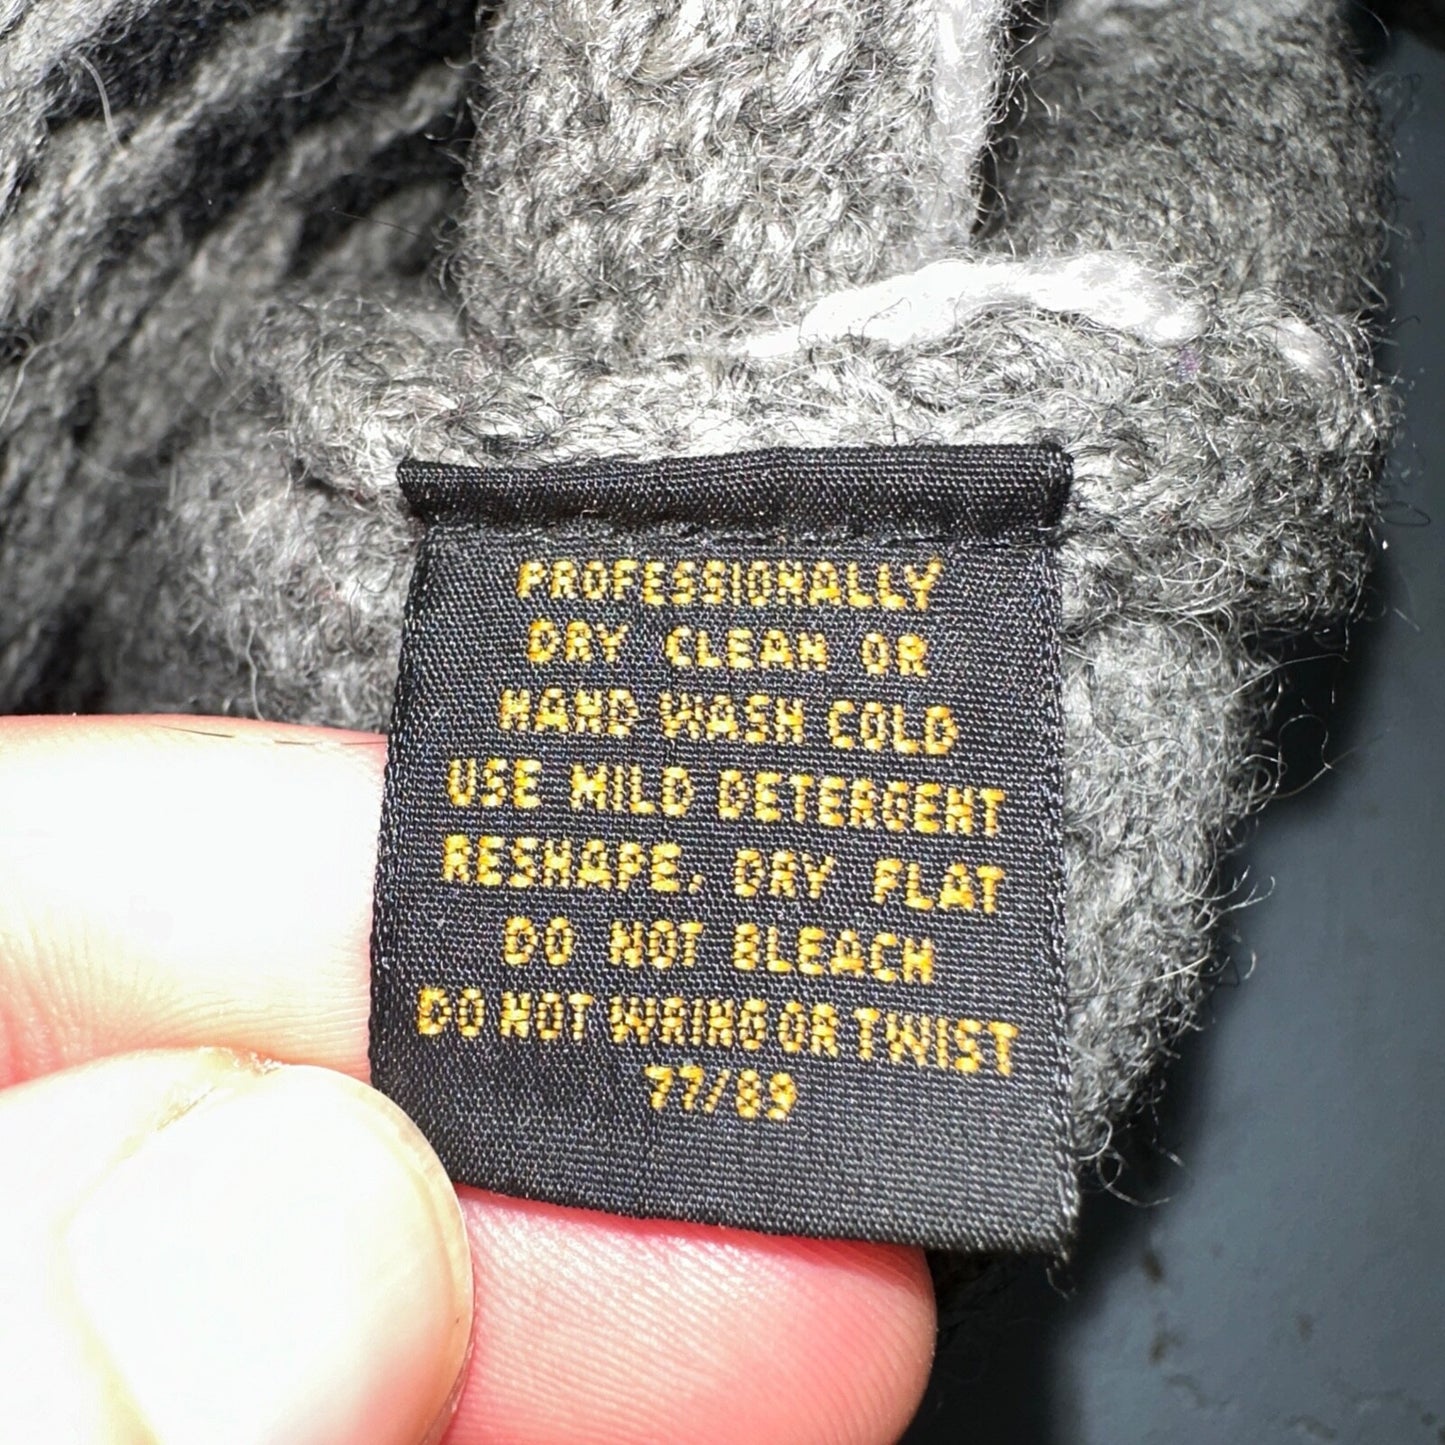 PROFESSIONALLY
DRY CLEAN OR
HAND WASH COLD
USE MILD DETERGENT
RESHAPE, DRY FLAT
DO NOT BLEACH
DO NOT WRING OR TWIST
77/89